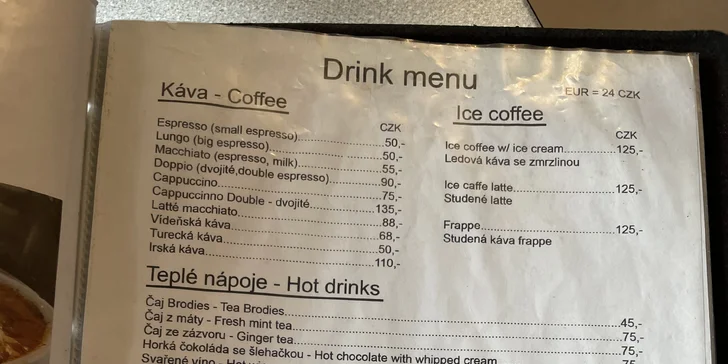 Drink menu
EUR = 24 CZK
Káva - Coffee
CZK
Espresso (small espresso)...50,-
Lungo (big espresso)...50,-
Macchiato (espresso, milk)...55,-
Doppio (dvojité,double espresso)...90,-
Cappuccino...75,-
Cappuccinno Double - dvojité...135,-
Latté macchiato...88,-
Vídeňská káva...68,-
Turecká káva...50,-
Irská káva...110,-
Ice coffee
CZK
Ice coffee w/ ice cream...125,-
Ledová káva se zmrzlinou
Ice caffe latte...125,-
Studené latte
Frappe...125,-
Studená káva frappe
Teplé nápoje - Hot drinks
Čaj Brodies - Tea Brodies...45,-
Čaj z máty - Fresh mint tea...75,-
Čaj ze zázvoru - Ginger tea...75,-
Horká čokoláda se šlehačkou - Hot chocolate with whipped cream
Svařené víno